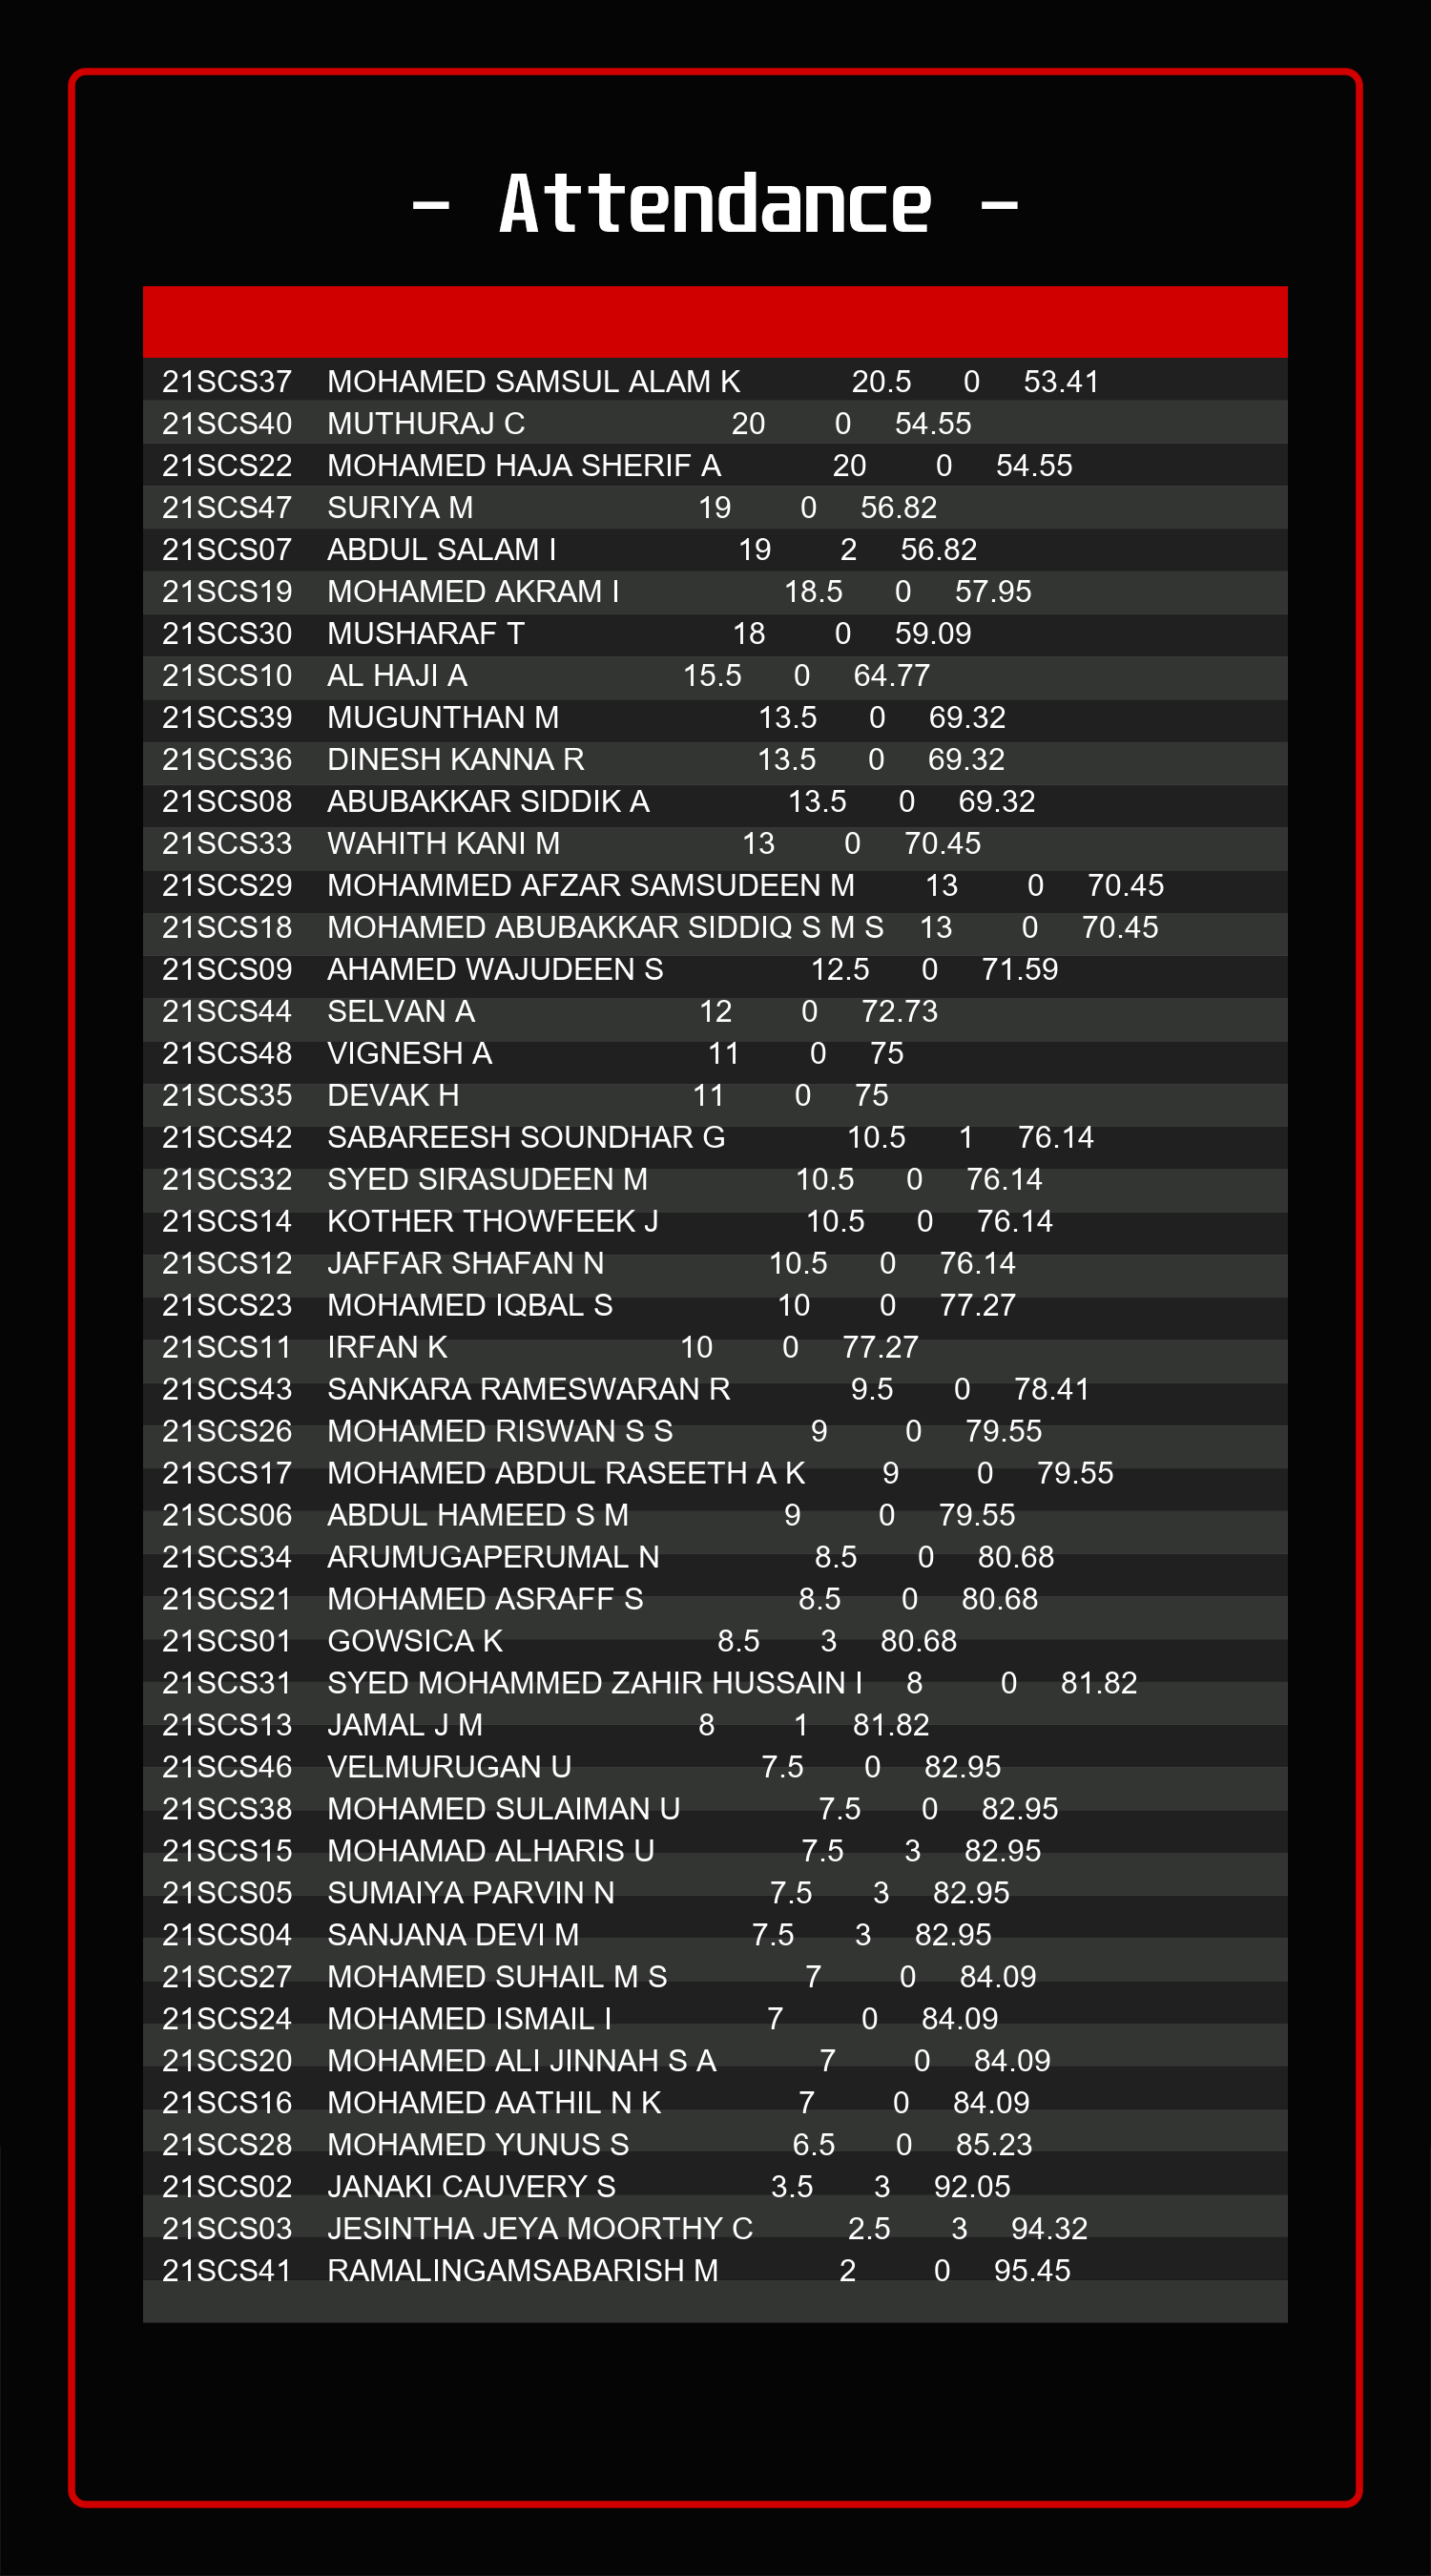 - Attendance -
21SCS37 MOHAMED SAMSUL ALAM K 20.5 0 53.41
21SCS40 MUTHURAJ C 20 0 54.55
21SCS22 MOHAMED HAJA SHERIF A 20 0 54.55
21SCS47 SURIYA M 19 0 56.82
21SCS07 ABDUL SALAM I 19 2 56.82
21SCS19 MOHAMED AKRAM I 18.5 0 57.95
21SCS30 MUSHARAF T 18 0 59.09
21SCS10 AL HAJI A 15.5 0 64.77
21SCS39 MUGUNTHAN M 13.5 0 69.32
21SCS36 DINESH KANNA R 13.5 0 69.32
21SCS08 ABUBAKKAR SIDDIK A 13.5 0 69.32
21SCS33 WAHITH KANI M 13 0 70.45
21SCS29 MOHAMMED AFZAR SAMSUDEEN M 13 0 70.45
21SCS18 MOHAMED ABUBAKKAR SIDDIQ S M S 13 0 70.45
21SCS09 AHAMED WAJUDEEN S 12.5 0 71.59
21SCS44 SELVAN A 12 0 72.73
21SCS48 VIGNESH A 11 0 75
21SCS35 DEVAK H 11 0 75
21SCS42 SABAREESH SOUNDHAR G 10.5 1 76.14
21SCS32 SYED SIRASUDEEN M 10.5 0 76.14
21SCS14 KOTHER THOWFEEK J 10.5 0 76.14
21SCS12 JAFFAR SHAFAN N 10.5 0 76.14
21SCS23 MOHAMED IQBAL S 10 0 77.27
21SCS11 IRFAN K 10 0 77.27
21SCS43 SANKARA RAMESWARAN R 9.5 0 78.41
21SCS26 MOHAMED RISWAN S S 9 0 79.55
21SCS17 MOHAMED ABDUL RASEETH A K 9 0 79.55
21SCS06 ABDUL HAMEED S M 9 0 79.55
21SCS34 ARUMUGAPERUMAL N 8.5 0 80.68
21SCS21 MOHAMED ASRAFF S 8.5 0 80.68
21SCS01 GOWSICA K 8.5 3 80.68
21SCS31 SYED MOHAMMED ZAHIR HUSSAIN I 8 0 81.82
21SCS13 JAMAL J M 8 1 81.82
21SCS46 VELMURUGAN U 7.5 0 82.95
21SCS38 MOHAMED SULAIMAN U 7.5 0 82.95
21SCS15 MOHAMAD ALHARIS U 7.5 3 82.95
21SCS05 SUMAIYA PARVIN N 7.5 3 82.95
21SCS04 SANJANA DEVI M 7.5 3 82.95
21SCS27 MOHAMED SUHAIL M S 7 0 84.09
21SCS24 MOHAMED ISMAIL I 7 0 84.09
21SCS20 MOHAMED ALI JINNAH S A 7 0 84.09
21SCS16 MOHAMED AATHIL N K 7 0 84.09
21SCS28 MOHAMED YUNUS S 6.5 0 85.23
21SCS02 JANAKI CAUVERY S 3.5 3 92.05
21SCS03 JESINTHA JEYA MOORTHY C 2.5 3 94.32
21SCS41 RAMALINGAMSABARISH M 2 0 95.45